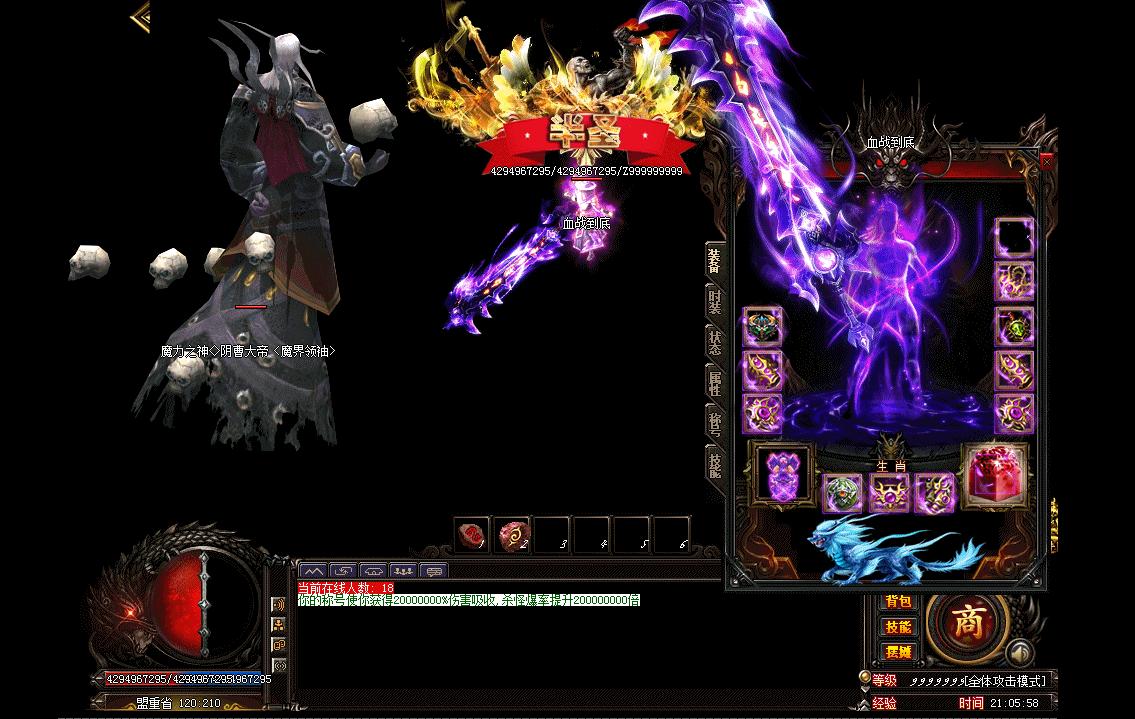 半圣
4294967295/4294967295/Z999999999
血战到底
血战到底
装备
时装
状态
属性
称号
技能
魔力之神◇阴曹大帝<魔界领袖>
生肖
1
2
3
4
5
6
当前在线人数: 18
你的称号使你获得20000000%伤害吸收,杀怪爆率提升200000000倍
背包
技能
摆摊
商
等级
[全体攻击模式]
经验
时间 21:05:58
盟重省 120:210